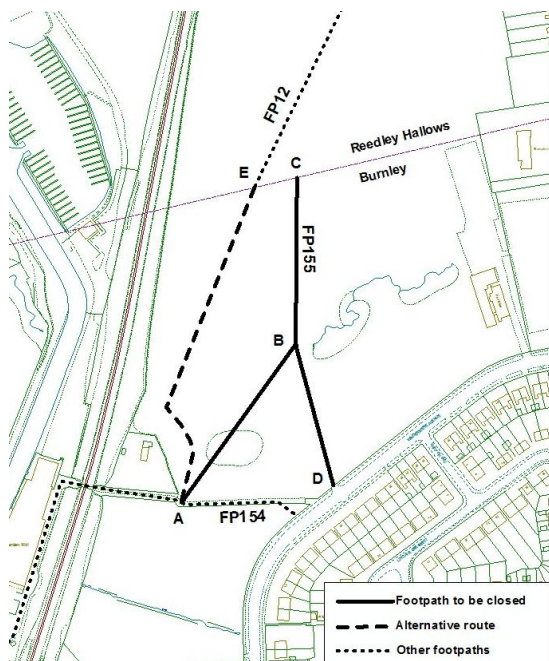 FP12
Reedley Hallows
E
C
Burnley
FP155
B
D
A
FP154
Footpath to be closed
Alternative route
Other footpaths